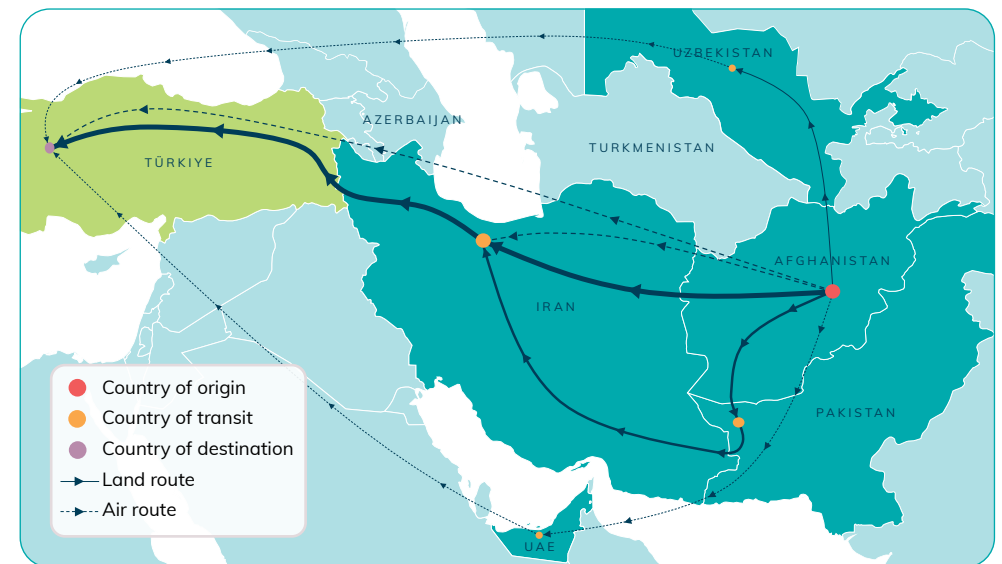 UZBEKISTAN
AZERBAIJAN
TURKMENISTAN
TÜRKIYE
AFGHANISTAN
IRAN
PAKISTAN
UAE
Country of origin
Country of transit
Country of destination
Land route
Air route